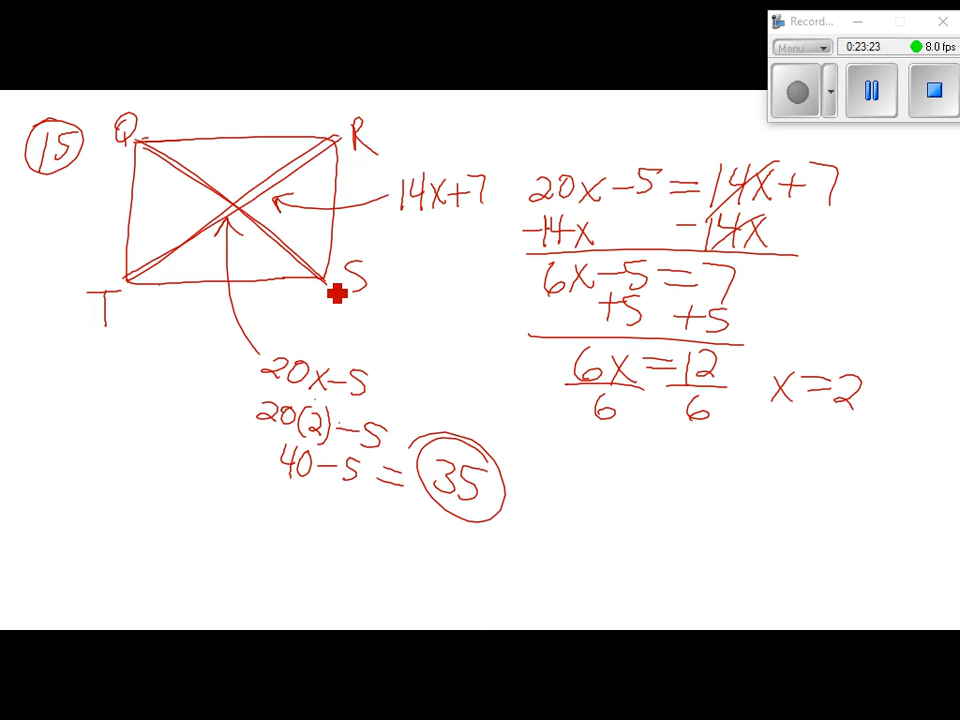 Record...
Menu
0:23:23
8.0 fps
15
Q
R
14x+7
T
S
20x-5
20(2)-5
40-5 = 35
20x-5=14x+7
-14x -14x
6x-5=7
+5 +5
6x=12
6 6
x=2